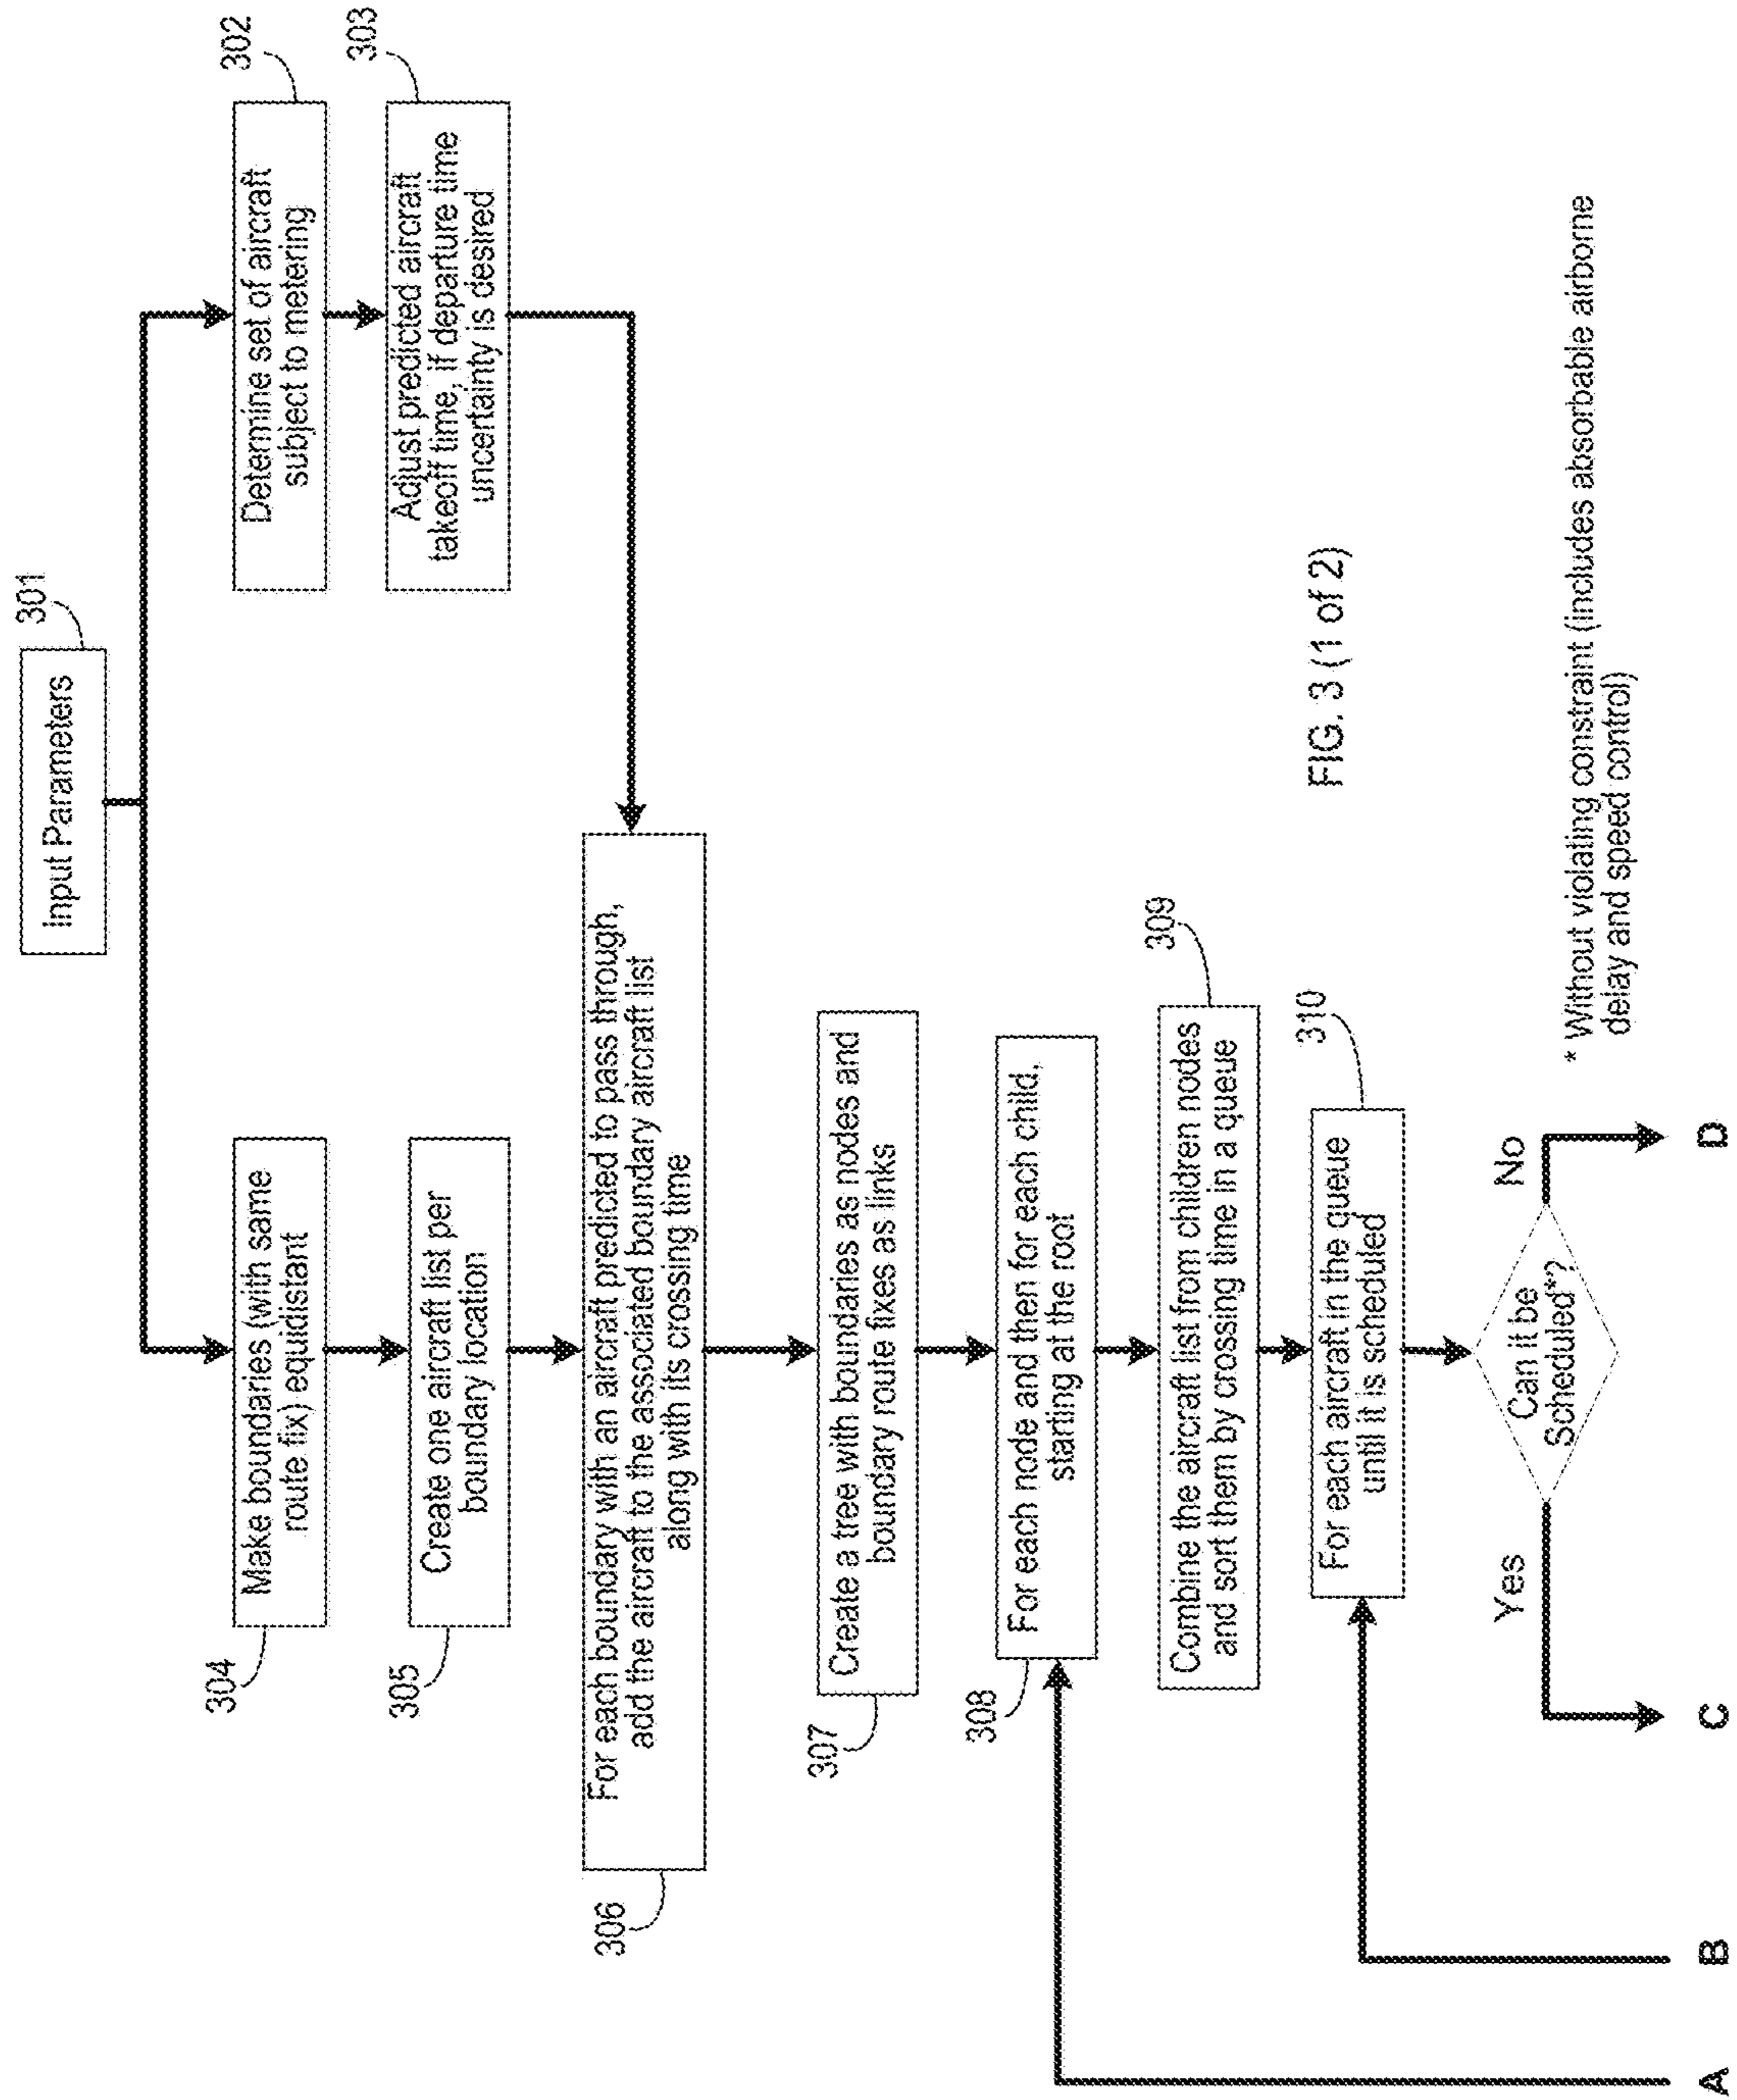 301
Input Parameters
302
Determine set of aircraft
subject to metering
303
Adjust predicted aircraft
takeoff time, if departure time
uncertainty is desired
304
Make boundaries (with same
route fix) equidistant
305
Create one aircraft list per
boundary location
306
For each boundary with an aircraft predicted to pass through,
add the aircraft to the associated boundary aircraft list
along with its crossing time
307
Create a tree with boundaries as nodes and
boundary route fixes as links
308
For each node and then for each child,
starting at the root
309
Combine the aircraft list from children nodes
and sort them by crossing time in a queue
310
For each aircraft in the queue
until it is scheduled
Can it be
Scheduled*?
Yes
No
A
B
C
D
FIG. 3 (1 of 2)
* Without violating constraint (includes absorbable airborne
delay and speed control)